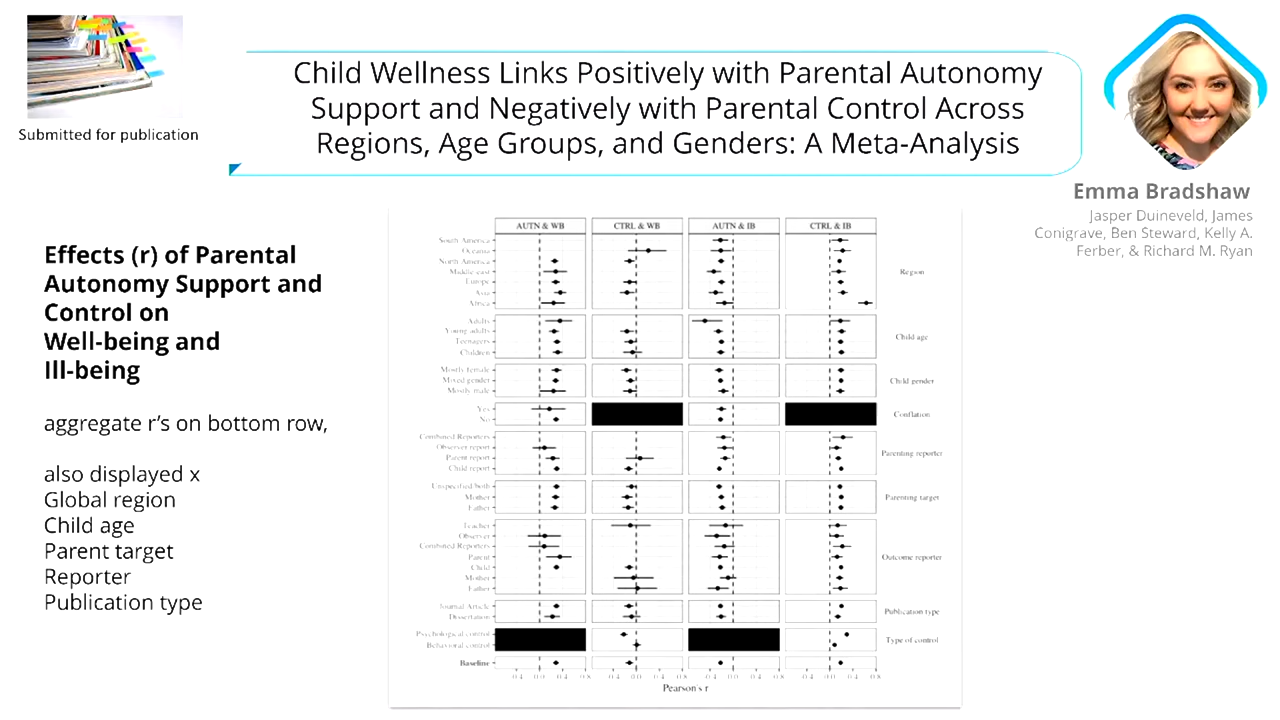 Submitted for publication
Child Wellness Links Positively with Parental Autonomy
Support and Negatively with Parental Control Across
Regions, Age Groups, and Genders: A Meta-Analysis
Emma Bradshaw
Jasper Duineveld, James
Conigrave, Ben Steward, Kelly A.
Ferber, & Richard M. Ryan
Effects (r) of Parental
Autonomy Support and
Control on
Well-being and
Ill-being
aggregate r's on bottom row,
also displayed x
Global region
Child age
Parent target
Reporter
Publication type
AUTN & WB CTRL & WB AUTN & IB CTRL & IB
South America
Oceania
North America
Middle east
Europe
Asia
Africa
Region
Adults
Young adults
Teenagers
Children
Child age
Mostly female
Mixed gender
Mostly male
Child gender
Yes
No
Conflation
Combined Reporters
Observer report
Parent report
Child report
Parenting reporter
Unspecified/both
Mother
Father
Parenting target
Teacher
Observer
Combined Reporters
Parent
Child
Mother
Father
Outcome reporter
Journal Article
Dissertation
Publication type
Psychological control
Behavioral control
Type of control
Baseline
Pearson's r